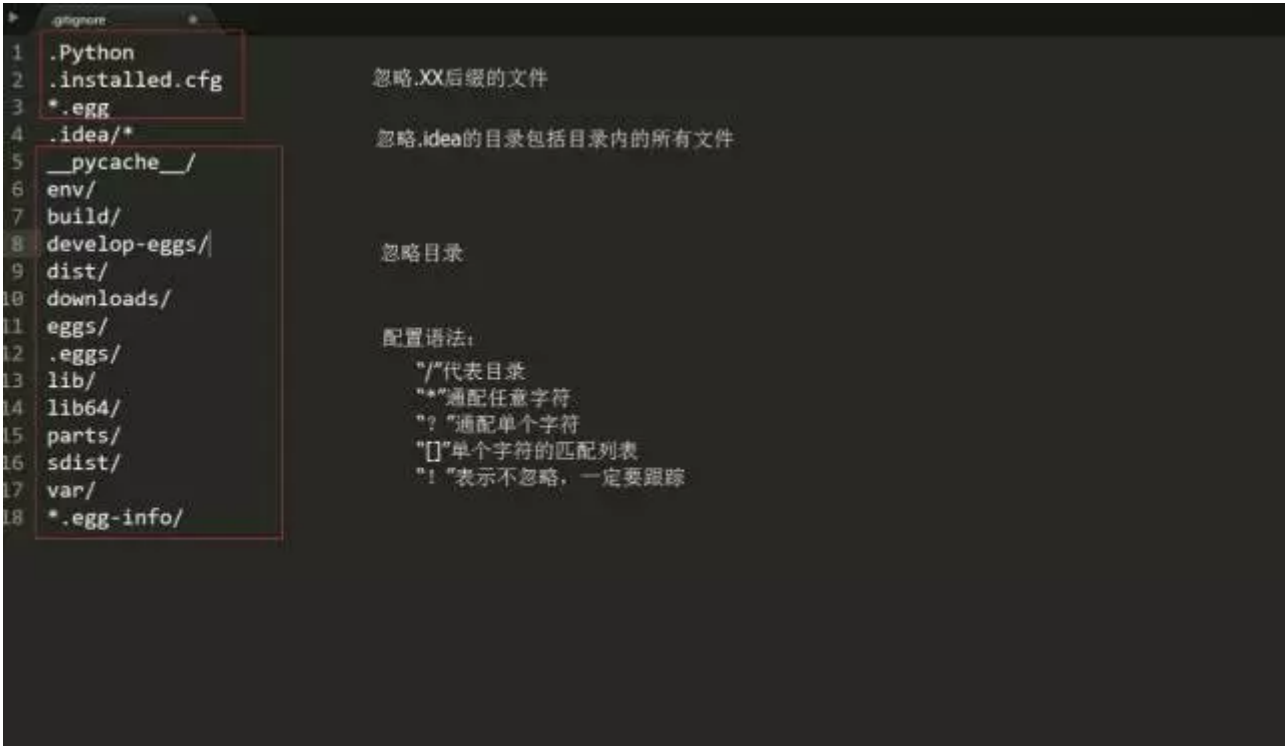 .gitignore
1 .Python
2 .installed.cfg
3 *.egg
4 .idea/*
5 __pycache__/
6 env/
7 build/
8 develop-eggs/
9 dist/
10 downloads/
11 eggs/
12 .eggs/
13 lib/
14 lib64/
15 parts/
16 sdist/
17 var/
18 *.egg-info/
忽略.XX后缀的文件
忽略.idea的目录包括目录内的所有文件
忽略目录
配置语法：
“/”代表目录
“*”通配任意字符
“？”通配单个字符
“[]”单个字符的匹配列表
“！”表示不忽略，一定要跟踪